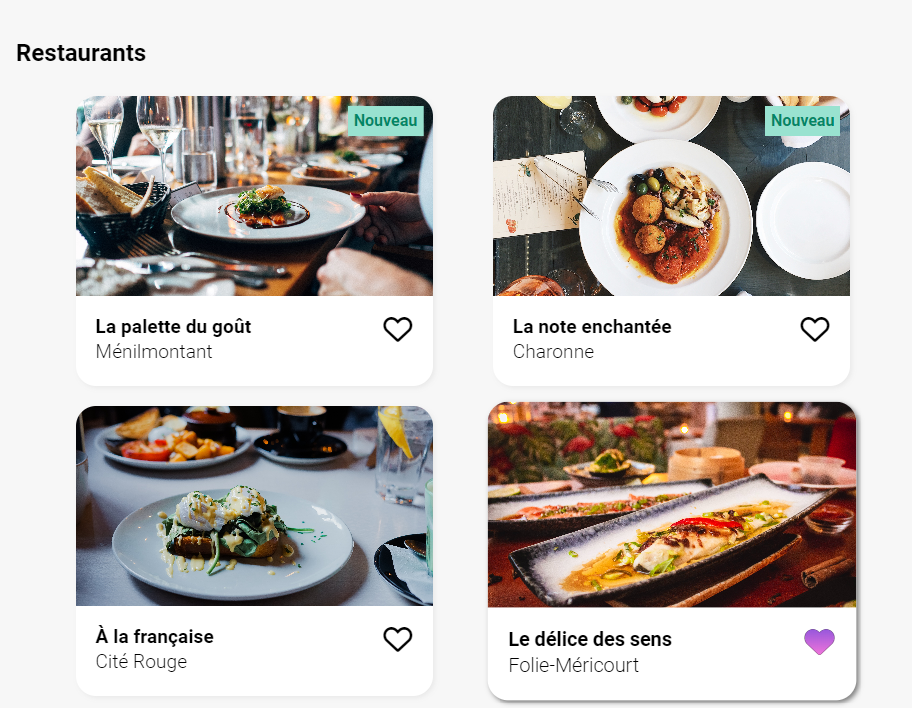 Restaurants
Nouveau
La palette du goût
Ménilmontant
Nouveau
La note enchantée
Charonne
À la française
Cité Rouge
Le délice des sens
Folie-Méricourt